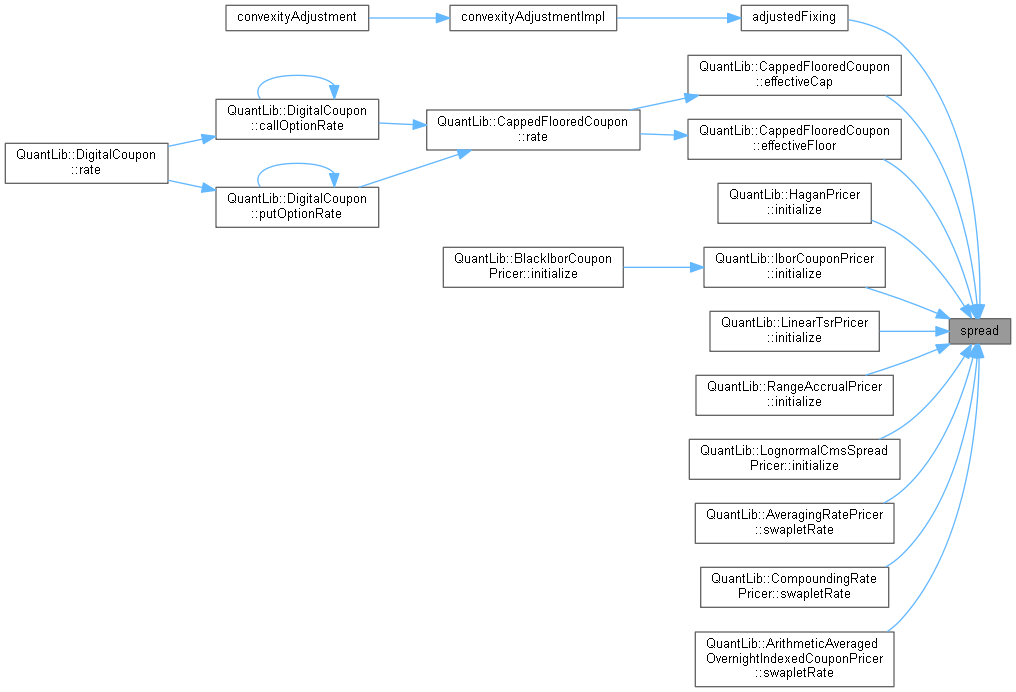 convexityAdjustment
convexityAdjustmentImpl
adjustedFixing
QuantLib::CappedFlooredCoupon
::effectiveCap
QuantLib::DigitalCoupon
::callOptionRate
QuantLib::CappedFlooredCoupon
::rate
QuantLib::CappedFlooredCoupon
::effectiveFloor
QuantLib::DigitalCoupon
::rate
QuantLib::DigitalCoupon
::putOptionRate
QuantLib::HaganPricer
::initialize
QuantLib::BlackIborCoupon
Pricer::initialize
QuantLib::IborCouponPricer
::initialize
QuantLib::LinearTsrPricer
::initialize
spread
QuantLib::RangeAccrualPricer
::initialize
QuantLib::LognormalCmsSpread
Pricer::initialize
QuantLib::AveragingRatePricer
::swapletRate
QuantLib::CompoundingRate
Pricer::swapletRate
QuantLib::ArithmeticAveraged
OvernightIndexedCouponPricer
::swapletRate